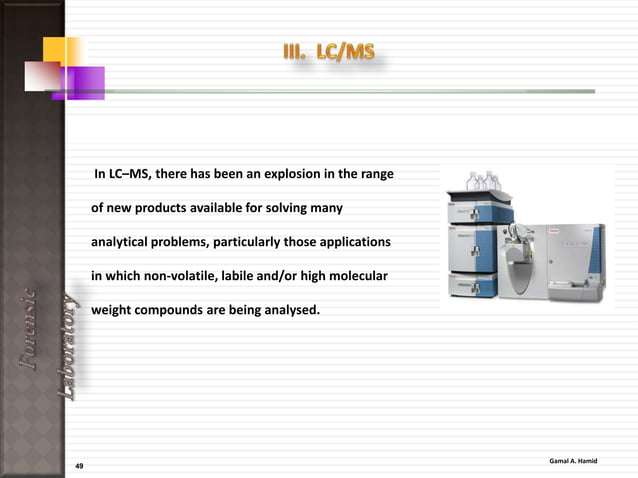 III. LC/MS
In LC–MS, there has been an explosion in the range
of new products available for solving many
analytical problems, particularly those applications
in which non-volatile, labile and/or high molecular
weight compounds are being analysed.
Forensic
Laboratory
49
Gamal A. Hamid